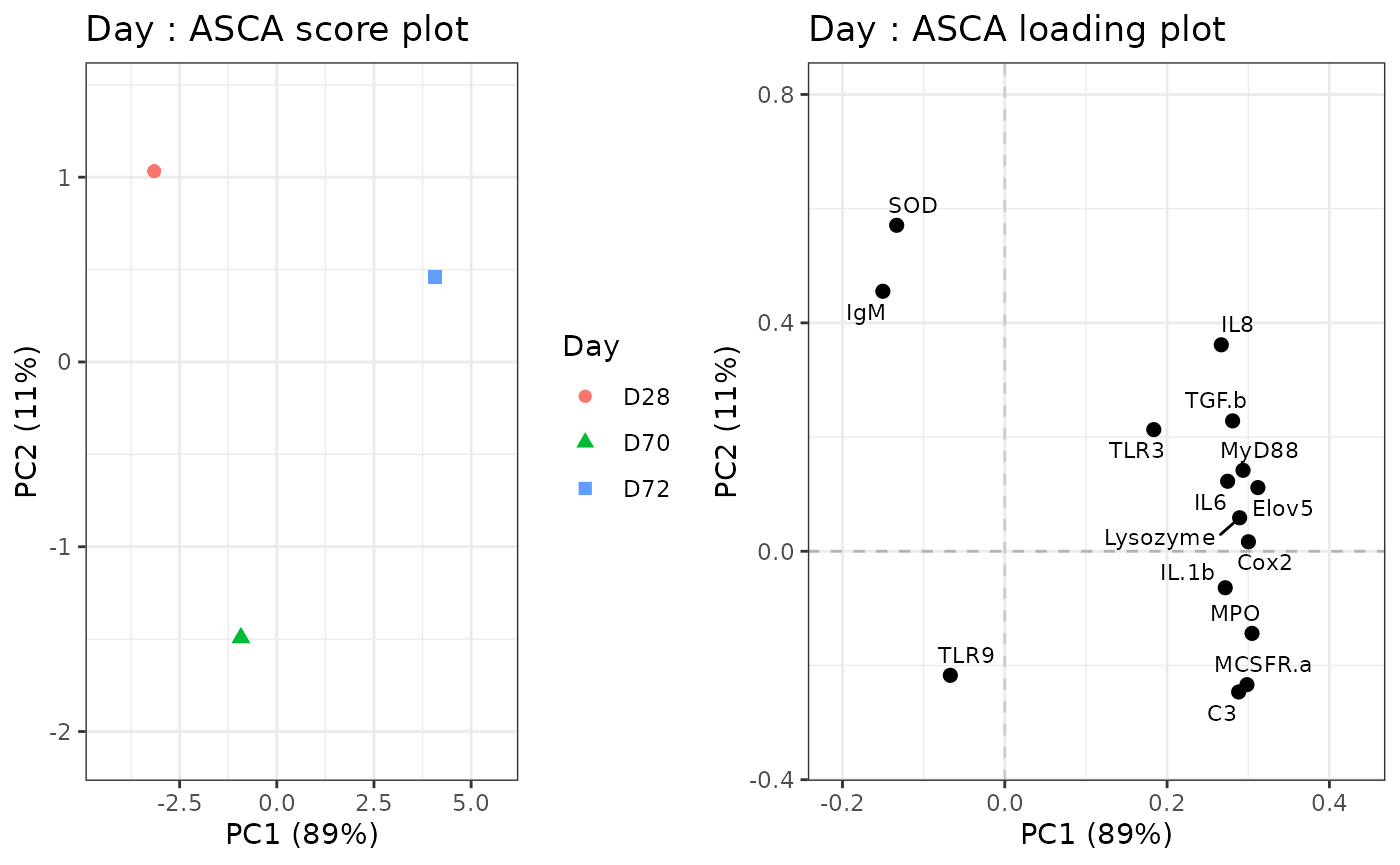 Day : ASCA score plot
1
0
-1
-2
PC2 (11%)
-2.5 0.0 2.5 5.0
PC1 (89%)
Day
D28
D70
D72
Day : ASCA loading plot
0.8
0.4
0.0
-0.4
PC2 (11%)
SOD
IgM
IL8
TGF.b
TLR3
MyD88
IL6
Elov5
Lysozyme
Cox2
IL.1b
MPO
TLR9
MCSFR.a
C3
-0.2 0.0 0.2 0.4
PC1 (89%)